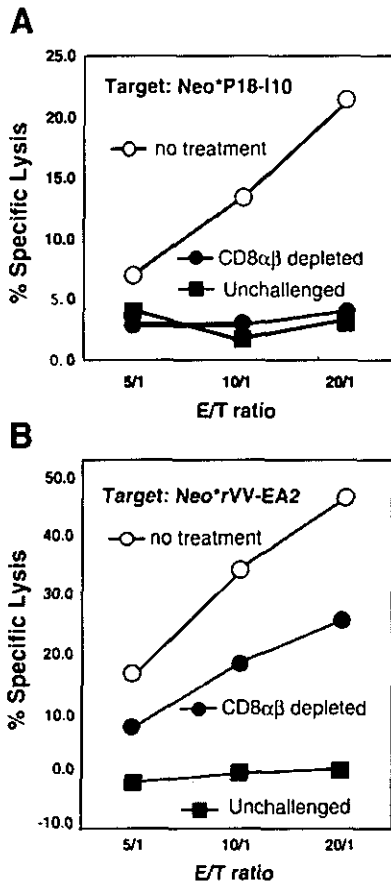 A
25.0
Target: Neo*P18-I10
20.0
no treatment
15.0
10.0
CD8αβ depleted
5.0
Unchallenged
0.0
5/1 10/1 20/1
E/T ratio
% Specific Lysis
B
50.0
Target: Neo*rVV-EA2
40.0
no treatment
30.0
20.0
10.0
CD8αβ depleted
0.0
Unchallenged
-10.0
5/1 10/1 20/1
E/T ratio
% Specific Lysis